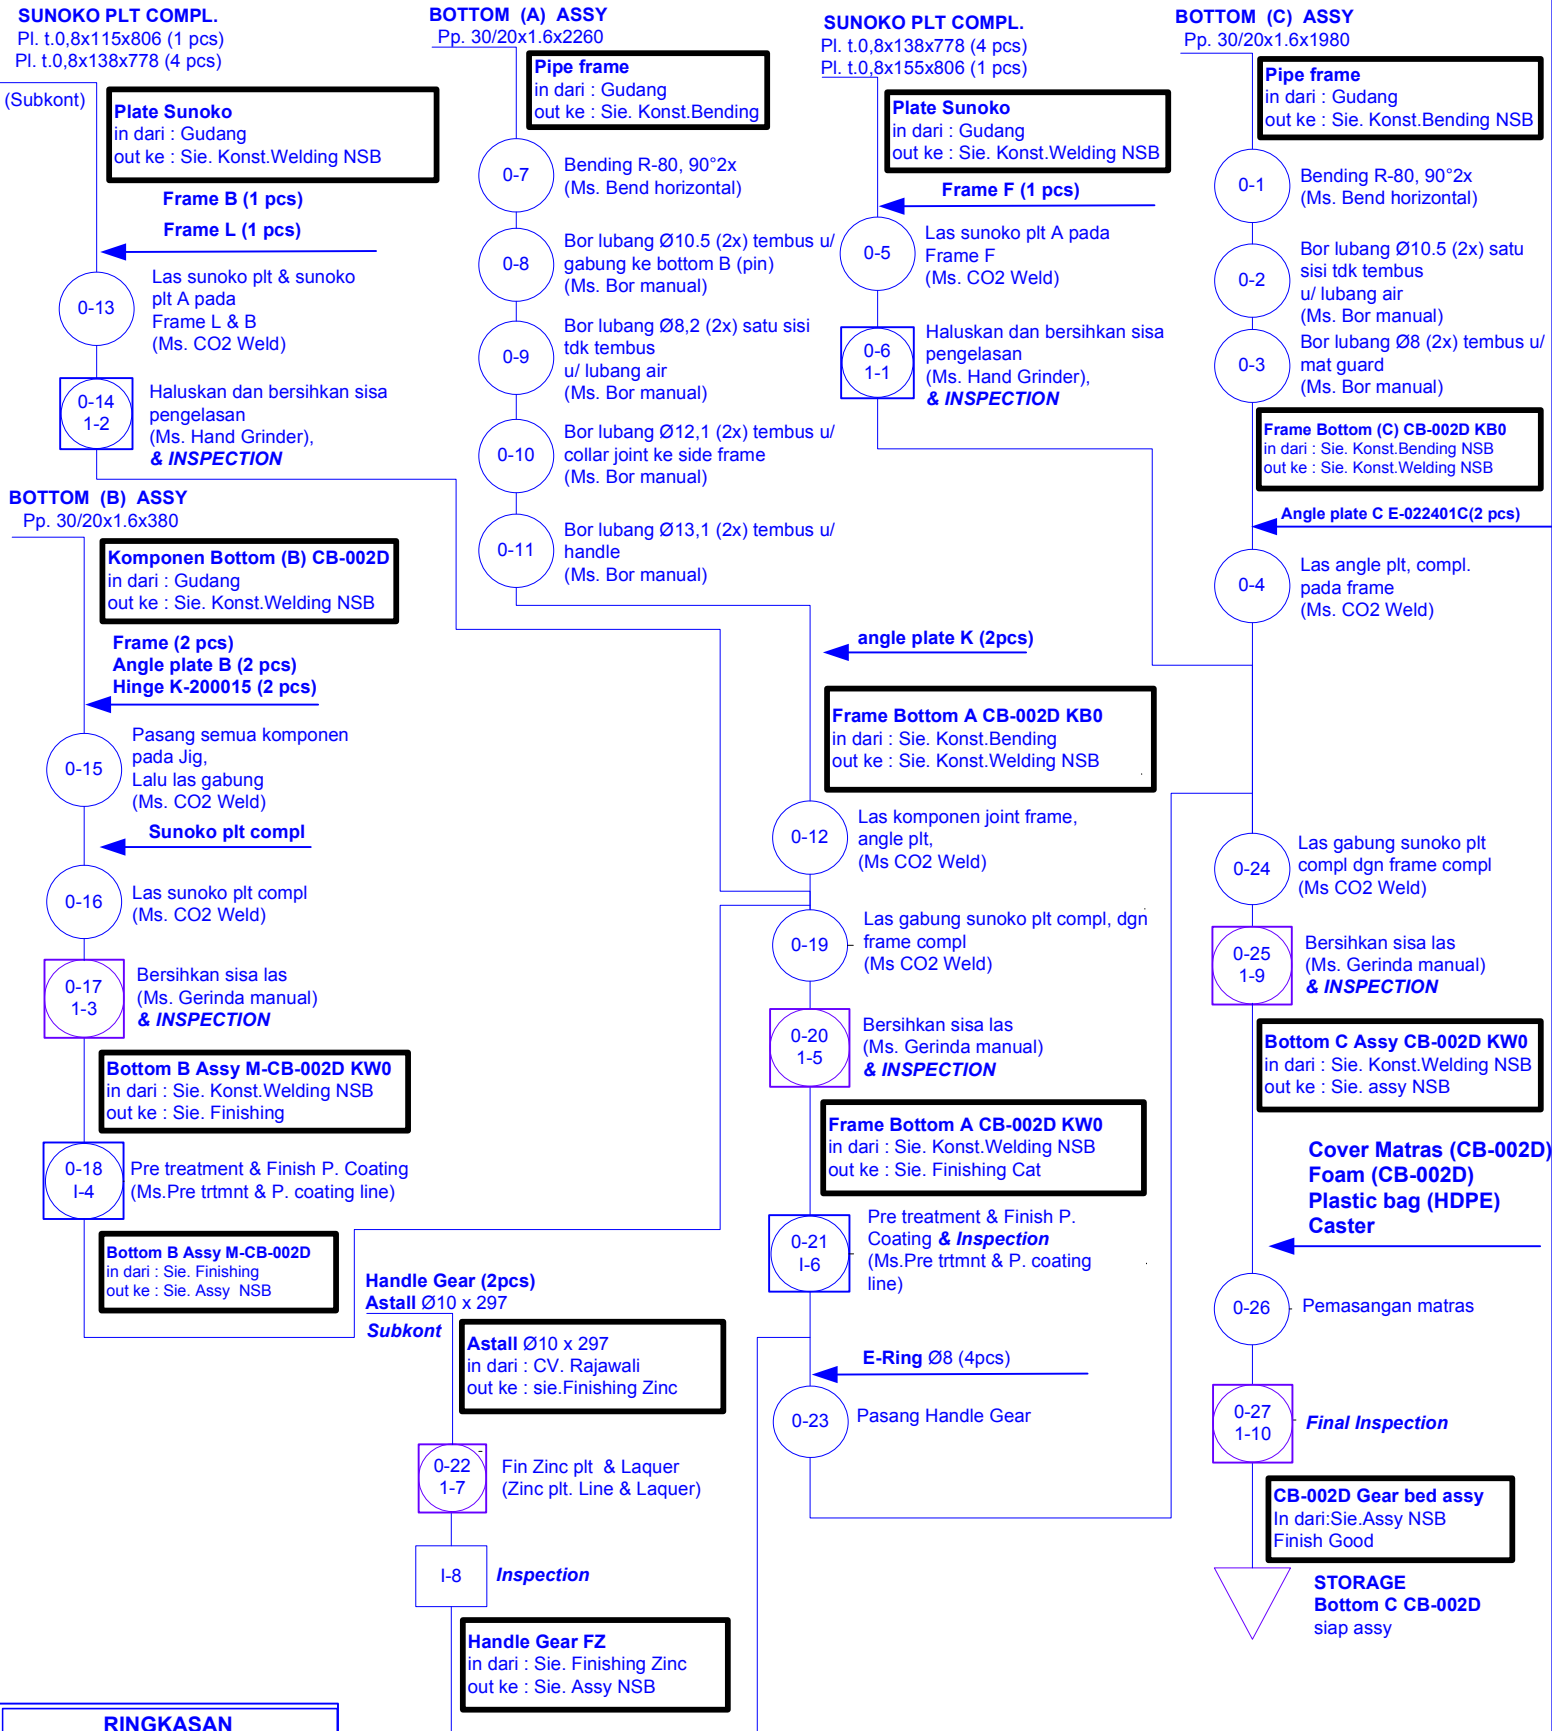 SUNOKO PLT COMPL.
Pl. t.0,8x115x806 (1 pcs)
Pl. t.0,8x138x778 (4 pcs)
(Subkont)
Plate Sunoko
in dari : Gudang
out ke : Sie. Konst.Welding NSB
Frame B (1 pcs)
Frame L (1 pcs)
0-13
Las sunoko plt & sunoko
plt A pada
Frame L & B
(Ms. CO2 Weld)
0-14
1-2
Haluskan dan bersihkan sisa
pengelasan
(Ms. Hand Grinder),
& INSPECTION
BOTTOM (A) ASSY
Pp. 30/20x1.6x2260
Pipe frame
in dari : Gudang
out ke : Sie. Konst.Bending
0-7
Bending R-80, 90°2x
(Ms. Bend horizontal)
0-8
Bor lubang Ø10.5 (2x) tembus u/
gabung ke bottom B (pin)
(Ms. Bor manual)
0-9
Bor lubang Ø8,2 (2x) satu sisi
tdk tembus
u/ lubang air
(Ms. Bor manual)
0-10
Bor lubang Ø12,1 (2x) tembus u/
collar joint ke side frame
(Ms. Bor manual)
0-11
Bor lubang Ø13,1 (2x) tembus u/
handle
(Ms. Bor manual)
SUNOKO PLT COMPL.
Pl. t.0,8x138x778 (4 pcs)
Pl. t.0,8x155x806 (1 pcs)
Plate Sunoko
in dari : Gudang
out ke : Sie. Konst.Welding NSB
Frame F (1 pcs)
0-5
Las sunoko plt A pada
Frame F
(Ms. CO2 Weld)
0-6
1-1
Haluskan dan bersihkan sisa
pengelasan
(Ms. Hand Grinder),
& INSPECTION
BOTTOM (C) ASSY
Pp. 30/20x1.6x1980
Pipe frame
in dari : Gudang
out ke : Sie. Konst.Bending NSB
0-1
Bending R-80, 90°2x
(Ms. Bend horizontal)
0-2
Bor lubang Ø10.5 (2x) satu
sisi tdk tembus
u/ lubang air
(Ms. Bor manual)
0-3
Bor lubang Ø8 (2x) tembus u/
mat guard
(Ms. Bor manual)
Frame Bottom (C) CB-002D KB0
in dari : Sie. Konst.Bending NSB
out ke : Sie. Konst.Welding NSB
Angle plate C E-022401C(2 pcs)
0-4
Las angle plt, compl.
pada frame
(Ms. CO2 Weld)
BOTTOM (B) ASSY
Pp. 30/20x1.6x380
Komponen Bottom (B) CB-002D
in dari : Gudang
out ke : Sie. Konst.Welding NSB
Frame (2 pcs)
Angle plate B (2 pcs)
Hinge K-200015 (2 pcs)
0-15
Pasang semua komponen
pada Jig,
Lalu las gabung
(Ms. CO2 Weld)
Sunoko plt compl
0-16
Las sunoko plt compl
(Ms. CO2 Weld)
0-17
1-3
Bersihkan sisa las
(Ms. Gerinda manual)
& INSPECTION
Bottom B Assy M-CB-002D KW0
in dari : Sie. Konst.Welding NSB
out ke : Sie. Finishing
0-18
I-4
Pre treatment & Finish P. Coating
(Ms.Pre trtmnt & P. coating line)
Bottom B Assy M-CB-002D
in dari : Sie. Finishing
out ke : Sie. Assy NSB
angle plate K (2pcs)
Frame Bottom A CB-002D KB0
in dari : Sie. Konst.Bending
out ke : Sie. Konst.Welding NSB
0-12
Las komponen joint frame,
angle plt,
(Ms CO2 Weld)
0-19
Las gabung sunoko plt compl, dgn
frame compl
(Ms CO2 Weld)
0-20
1-5
Bersihkan sisa las
(Ms. Gerinda manual)
& INSPECTION
Frame Bottom A CB-002D KW0
in dari : Sie. Konst.Welding NSB
out ke : Sie. Finishing Cat
0-21
I-6
Pre treatment & Finish P.
Coating & Inspection
(Ms.Pre trtmnt & P. coating
line)
E-Ring Ø8 (4pcs)
0-23
Pasang Handle Gear
Handle Gear (2pcs)
Astall Ø10 x 297
Subkont
Astall Ø10 x 297
in dari : CV. Rajawali
out ke : sie.Finishing Zinc
0-22
1-7
Fin Zinc plt & Laquer
(Zinc plt. Line & Laquer)
I-8
Inspection
Handle Gear FZ
in dari : Sie. Finishing Zinc
out ke : Sie. Assy NSB
0-24
Las gabung sunoko plt
compl dgn frame compl
(Ms CO2 Weld)
0-25
1-9
Bersihkan sisa las
(Ms. Gerinda manual)
& INSPECTION
Bottom C Assy CB-002D KW0
in dari : Sie. Konst.Welding NSB
out ke : Sie. assy NSB
Cover Matras (CB-002D)
Foam (CB-002D)
Plastic bag (HDPE)
Caster
0-26
Pemasangan matras
0-27
1-10
Final Inspection
CB-002D Gear bed assy
In dari:Sie.Assy NSB
Finish Good
STORAGE
Bottom C CB-002D
siap assy
RINGKASAN